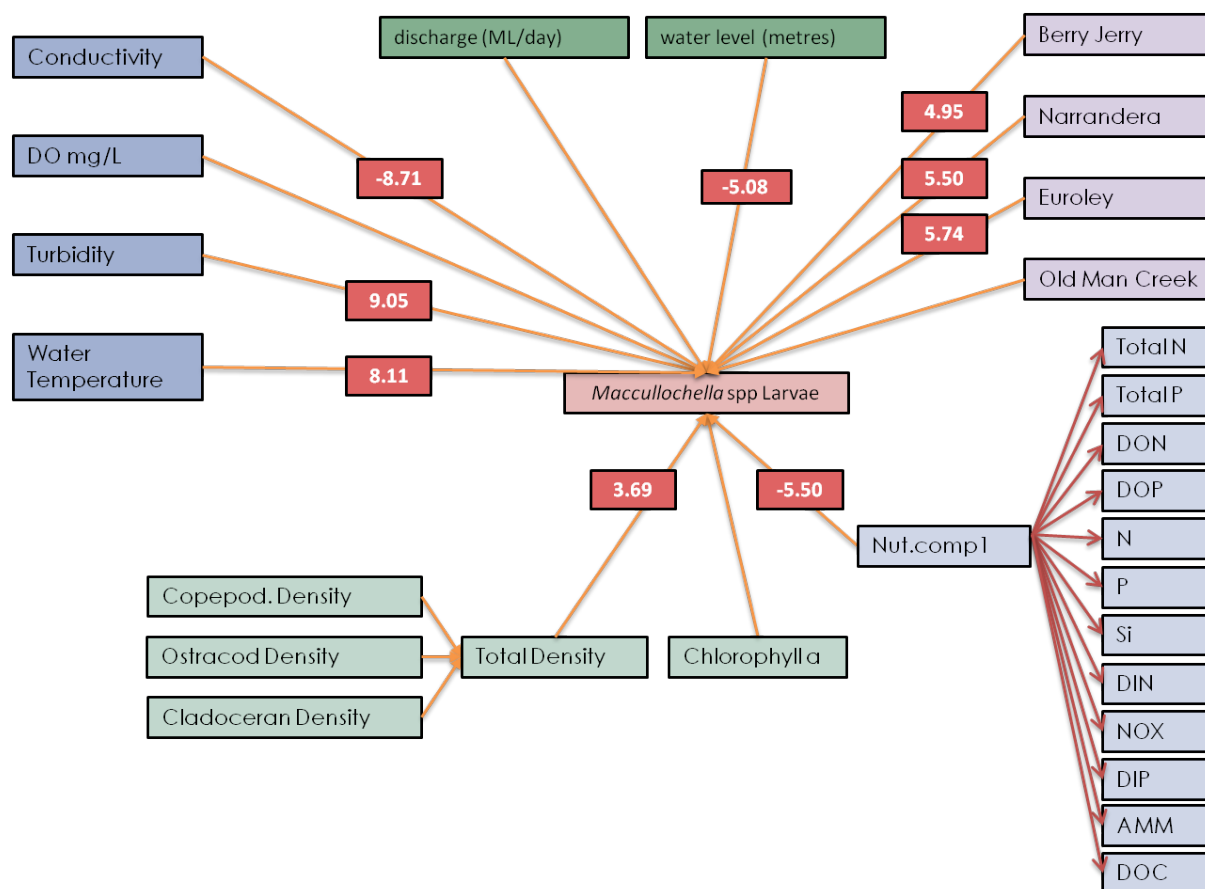 discharge (ML/day)
water level (metres)
Berry Jerry
Conductivity
4.95
Narrandera
DO mg/L
-8.71
5.50
-5.08
Euroley
5.74
Turbidity
Old Man Creek
9.05
Water
Temperature
8.11
Maccullochella spp Larvae
Total N
Total P
DON
3.69
-5.50
DOP
Nut.comp1
N
P
Copepod. Density
Si
Ostracod Density
Total Density
Chlorophyll a
DIN
Cladoceran Density
NOX
DIP
AMM
DOC